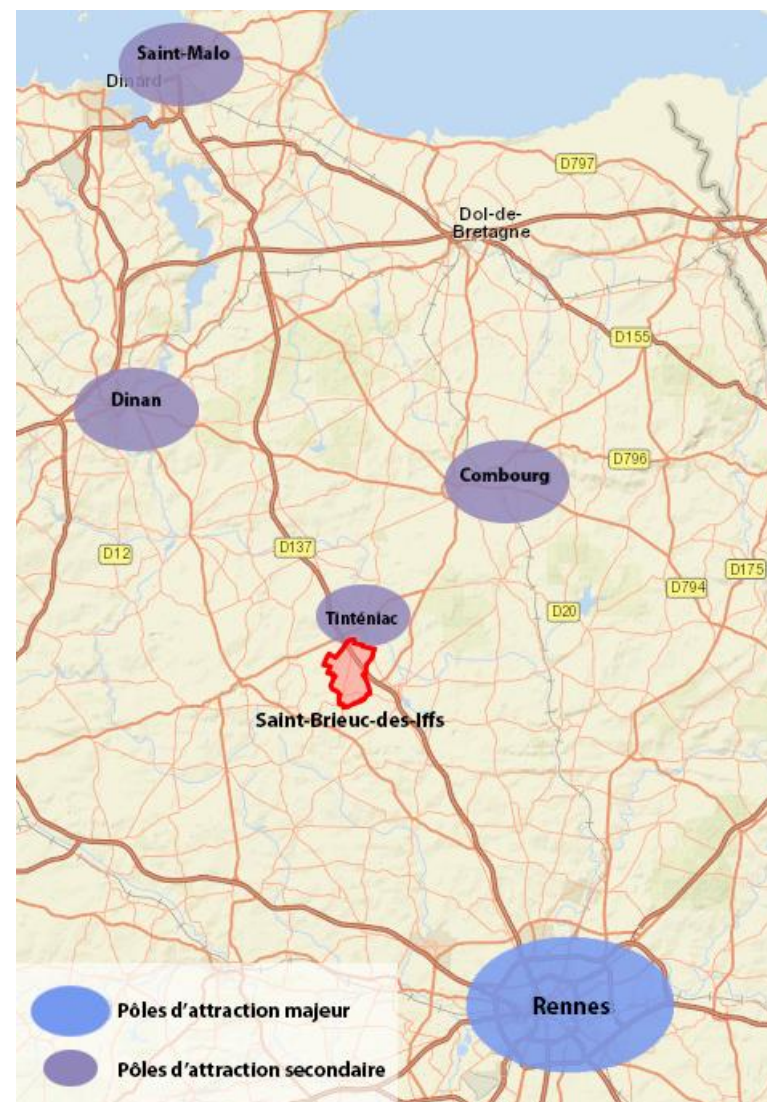 Saint-Malo
Dinard
D797
Dol-de-
Bretagne
D155
Dinan
D796
Combourg
D137
D12
D175
D794
D20
Tinténiac
Saint-Brieuc-des-Iffs
Rennes
Pôles d'attraction majeur
Pôles d'attraction secondaire